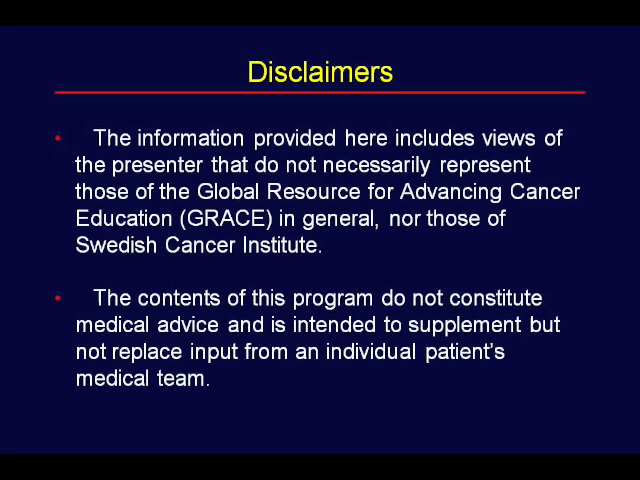 Disclaimers
• The information provided here includes views of
the presenter that do not necessarily represent
those of the Global Resource for Advancing Cancer
Education (GRACE) in general, nor those of
Swedish Cancer Institute.
• The contents of this program do not constitute
medical advice and is intended to supplement but
not replace input from an individual patient's
medical team.